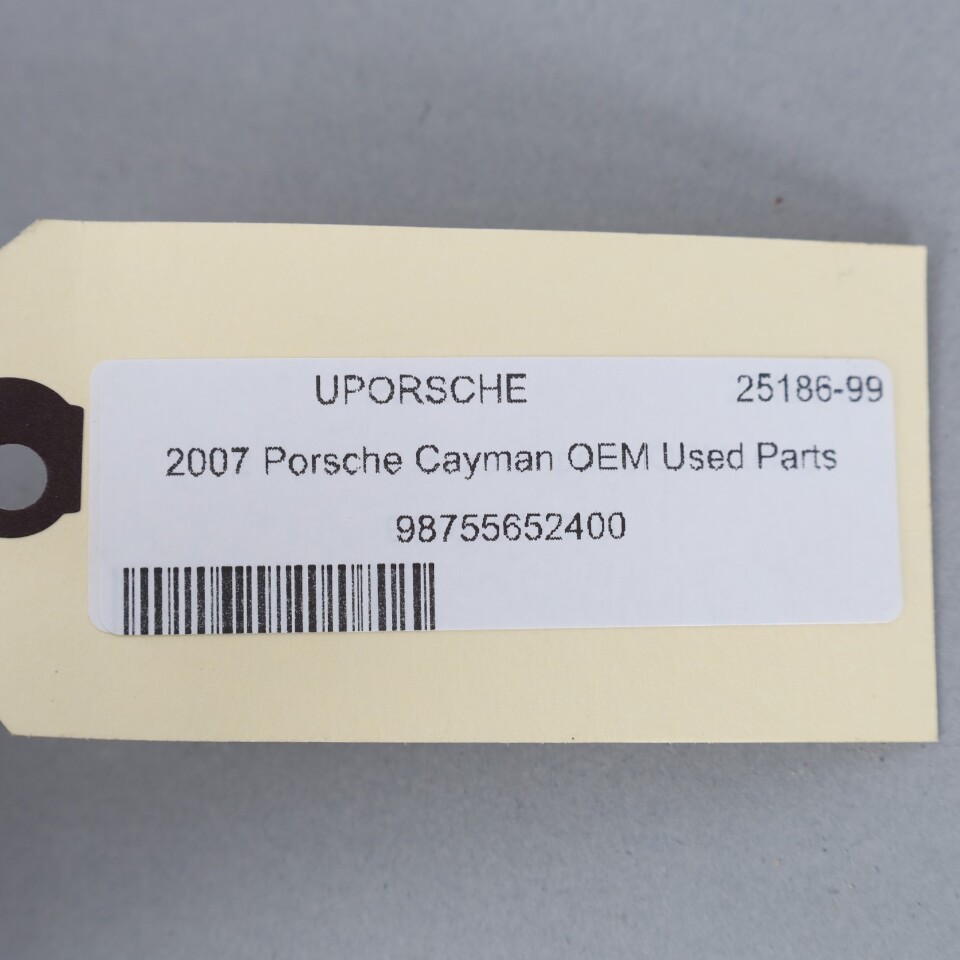 UPORSCHE 25186-99
2007 Porsche Cayman OEM Used Parts
98755652400